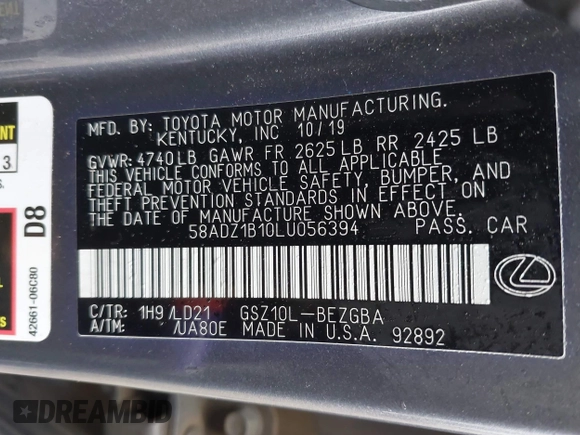 MFD. BY: TOYOTA MOTOR MANUFACTURING.
KENTUCKY, INC 10/19
GVWR: 4740 LB GAWR FR 2625 LB RR 2425 LB
THIS VEHICLE CONFORMS TO ALL APPLICABLE
FEDERAL MOTOR VEHICLE SAFETY, BUMPER, AND
THEFT PREVENTION STANDARDS IN EFFECT ON
THE DATE OF MANUFACTURE SHOWN ABOVE.
58ADZ1B10LU056394 PASS. CAR
C/TR: 1H9 /LD21 GSZ10L-BEZGBA
A/TM: /UA80E MADE IN U.S.A. 92892
3
D8
42661-06C80
DREAMBID